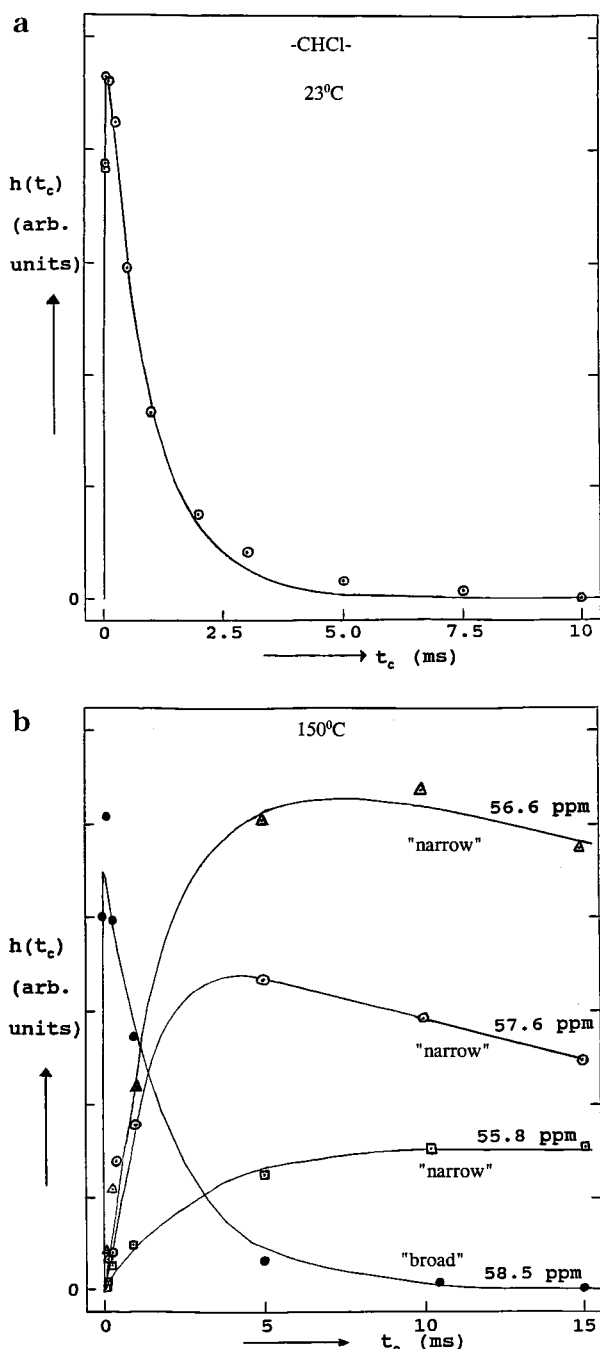 a
-CHCl-
23⁰C
h(t_c)
(arb.
units)
0
0 2.5 5.0 7.5 10
t_c (ms)
b
150⁰C
56.6 ppm
"narrow"
h(t_c)
(arb.
units)
57.6 ppm
"narrow"
55.8 ppm
"narrow"
"broad"
58.5 ppm
0
0 5 10 15
t_c (ms)